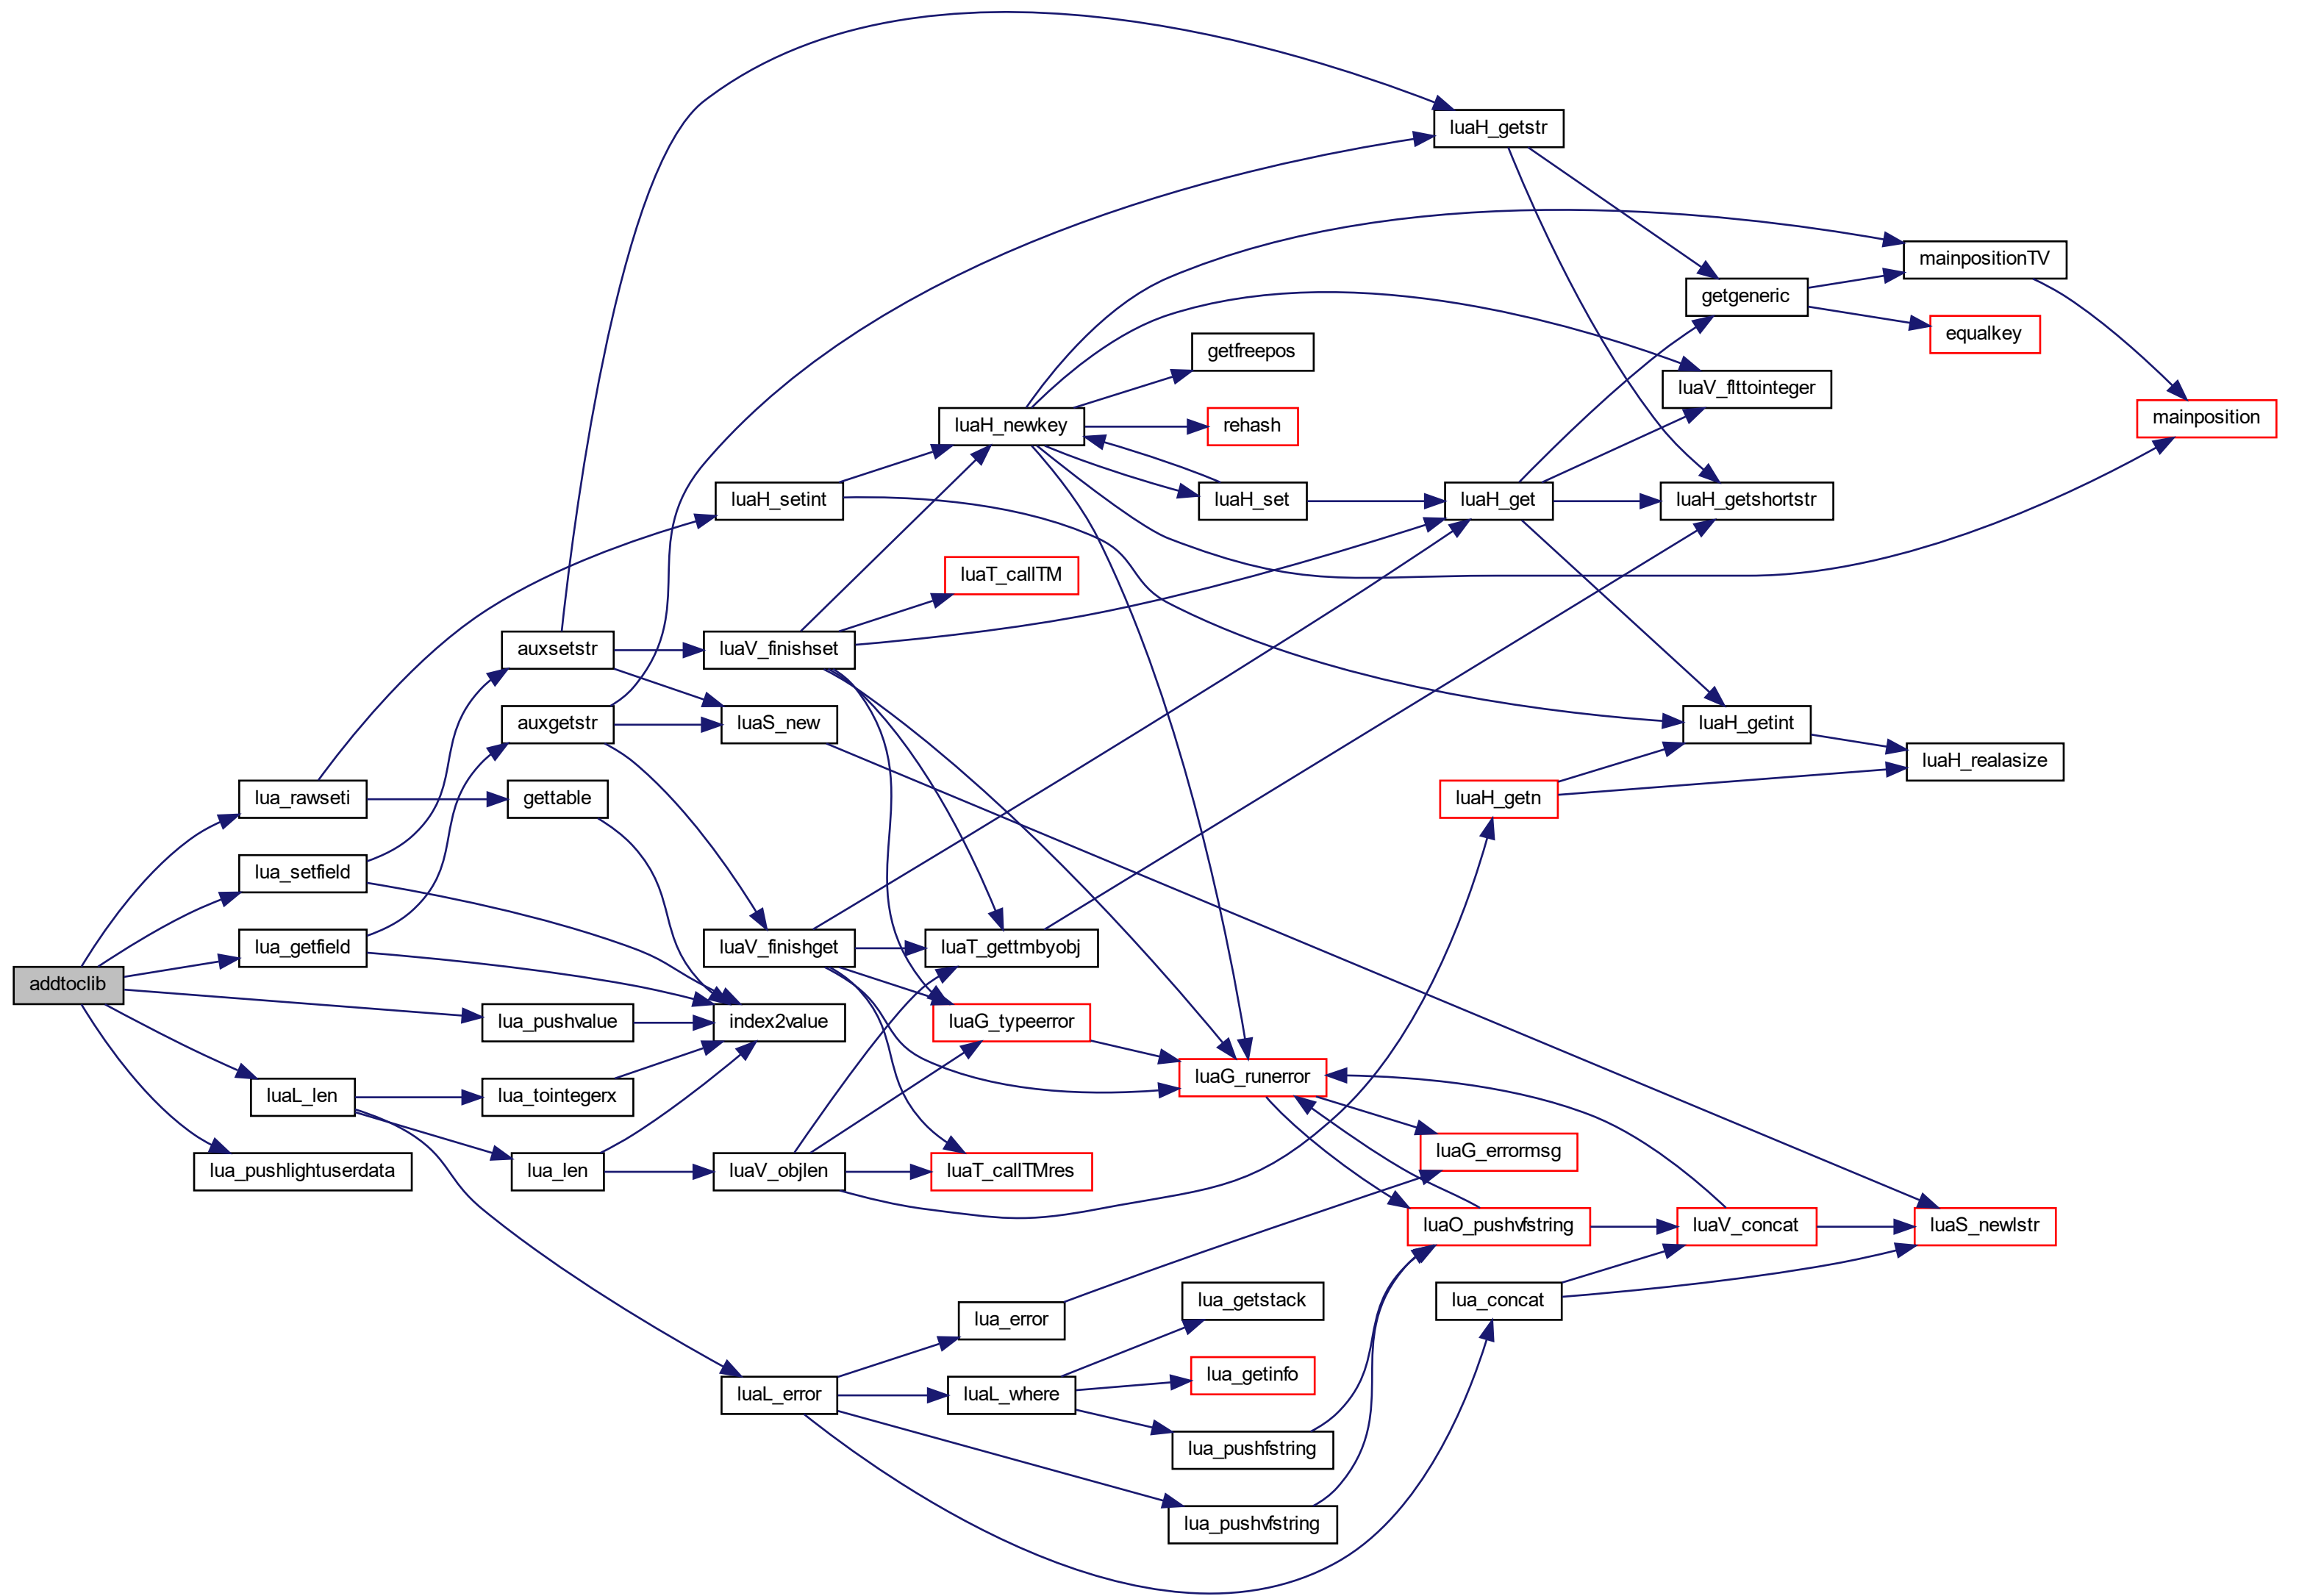 luaH_getstr
mainpositionTV
getgeneric
equalkey
getfreepos
luaV_flttointeger
mainposition
luaH_newkey
rehash
luaH_setint
luaH_set
luaH_get
luaH_getshortstr
luaT_callTM
auxsetstr
luaV_finishset
auxgetstr
luaS_new
luaH_getint
luaH_realasize
lua_rawseti
gettable
luaH_getn
lua_setfield
lua_getfield
luaV_finishget
luaT_gettmbyobj
addtoclib
lua_pushvalue
index2value
luaG_typeerror
luaG_runerror
luaL_len
lua_tointegerx
luaG_errormsg
lua_pushlightuserdata
lua_len
luaV_objlen
luaT_callTMres
luaO_pushvfstring
luaV_concat
luaS_newlstr
lua_error
lua_getstack
lua_concat
lua_getinfo
luaL_error
luaL_where
lua_pushfstring
lua_pushvfstring